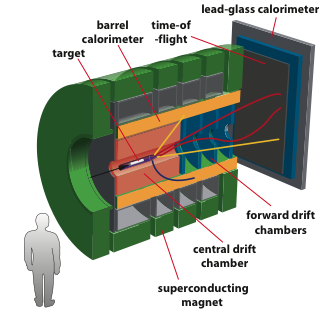 lead-glass calorimeter
barrel
calorimeter
time-of
-flight
target
forward drift
chambers
central drift
chamber
superconducting
magnet